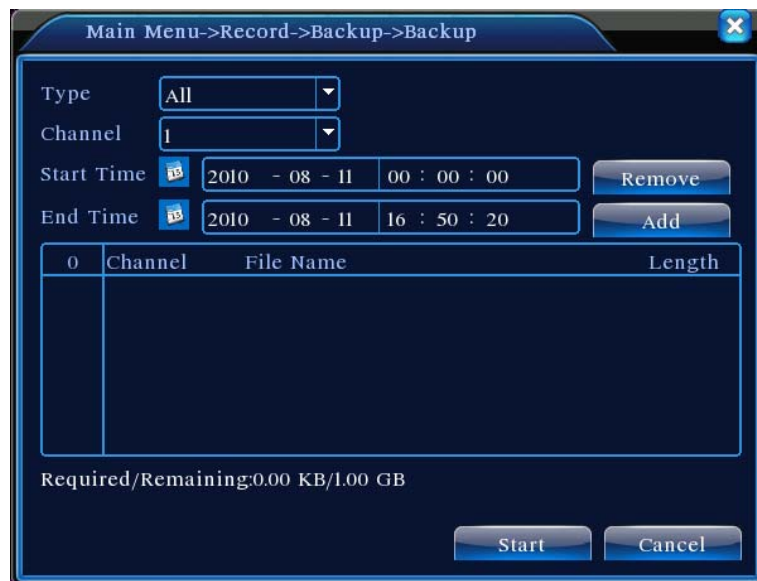 Main Menu->Record->Backup->Backup
Type All
Channel 1
Start Time 15 2010 - 08 - 11 00 : 00 : 00 Remove
End Time 15 2010 - 08 - 11 16 : 50 : 20 Add
0 Channel File Name Length
Required/Remaining:0.00 KB/1.00 GB
Start Cancel